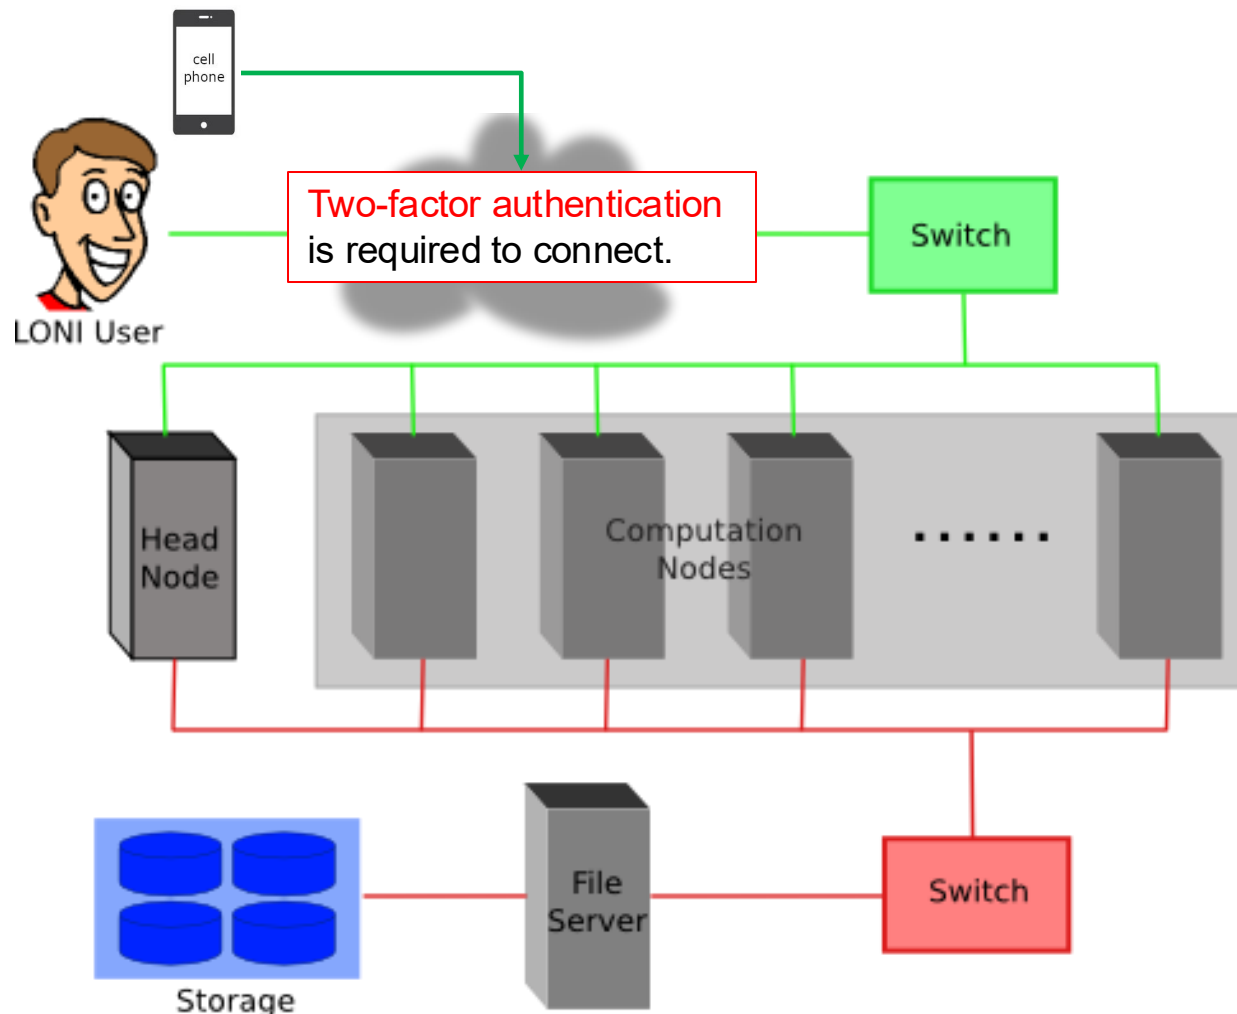 cell
phone
Two-factor authentication
is required to connect.
Switch
LONI User
Head
Node
Computation
Nodes
......
File
Server
Switch
Storage